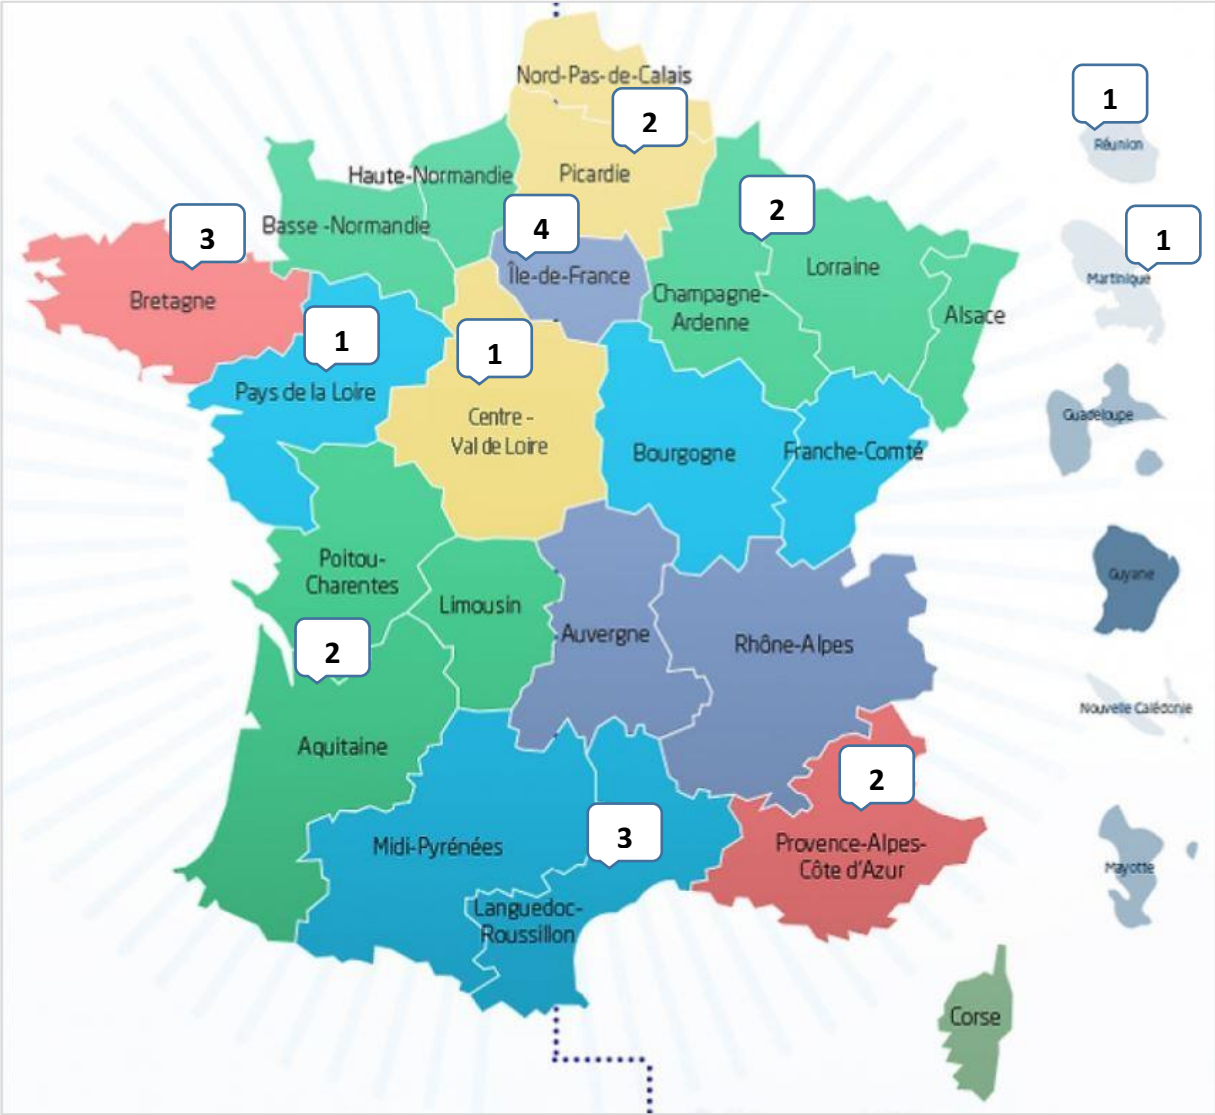 Nord-Pas-de-Calais
1
2
Réunion
Haute-Normandie
Picardie
2
3
Basse -Normandie
4
1
Île-de-France
Lorraine
Martinique
Bretagne
Champagne-
Ardenne
Alsace
1
1
Pays de la Loire
Centre -
Val de Loire
Guadeloupe
Bourgogne
Franche-Comté
Poitou-
Charentes
Limousin
Guyane
2
Auvergne
Rhône-Alpes
Nouvelle Calédonie
Aquitaine
2
Midi-Pyrénées
3
Provence-Alpes-
Côte d'Azur
Mayotte
Languedoc-
Roussillon
Corse